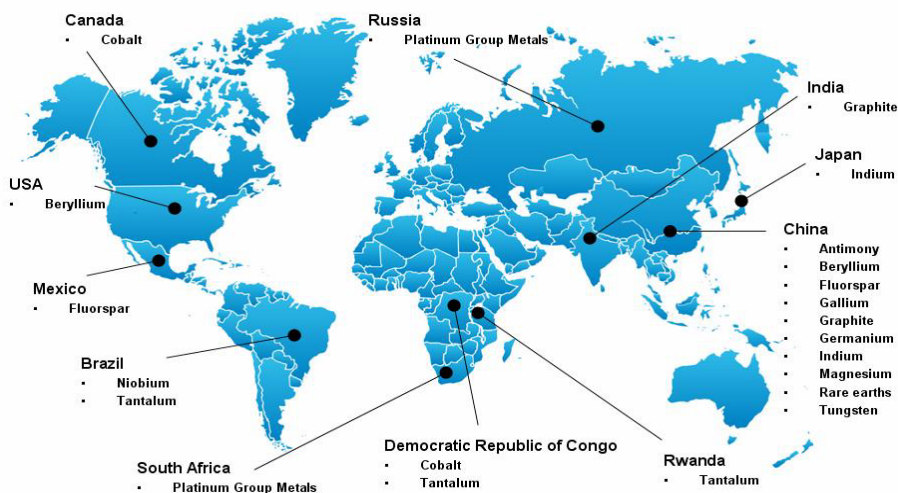 Canada
▪ Cobalt
Russia
▪ Platinum Group Metals
India
▪ Graphite
Japan
▪ Indium
USA
▪ Beryllium
China
▪ Antimony
▪ Beryllium
▪ Fluorspar
▪ Gallium
▪ Graphite
▪ Germanium
▪ Indium
▪ Magnesium
▪ Rare earths
▪ Tungsten
Mexico
▪ Fluorspar
Brazil
▪ Niobium
▪ Tantalum
South Africa
▪ Platinum Group Metals
Democratic Republic of Congo
▪ Cobalt
▪ Tantalum
Rwanda
▪ Tantalum